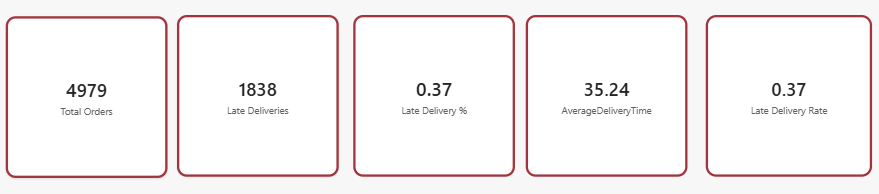 4979
Total Orders
1838
Late Deliveries
0.37
Late Delivery %
35.24
AverageDeliveryTime
0.37
Late Delivery Rate